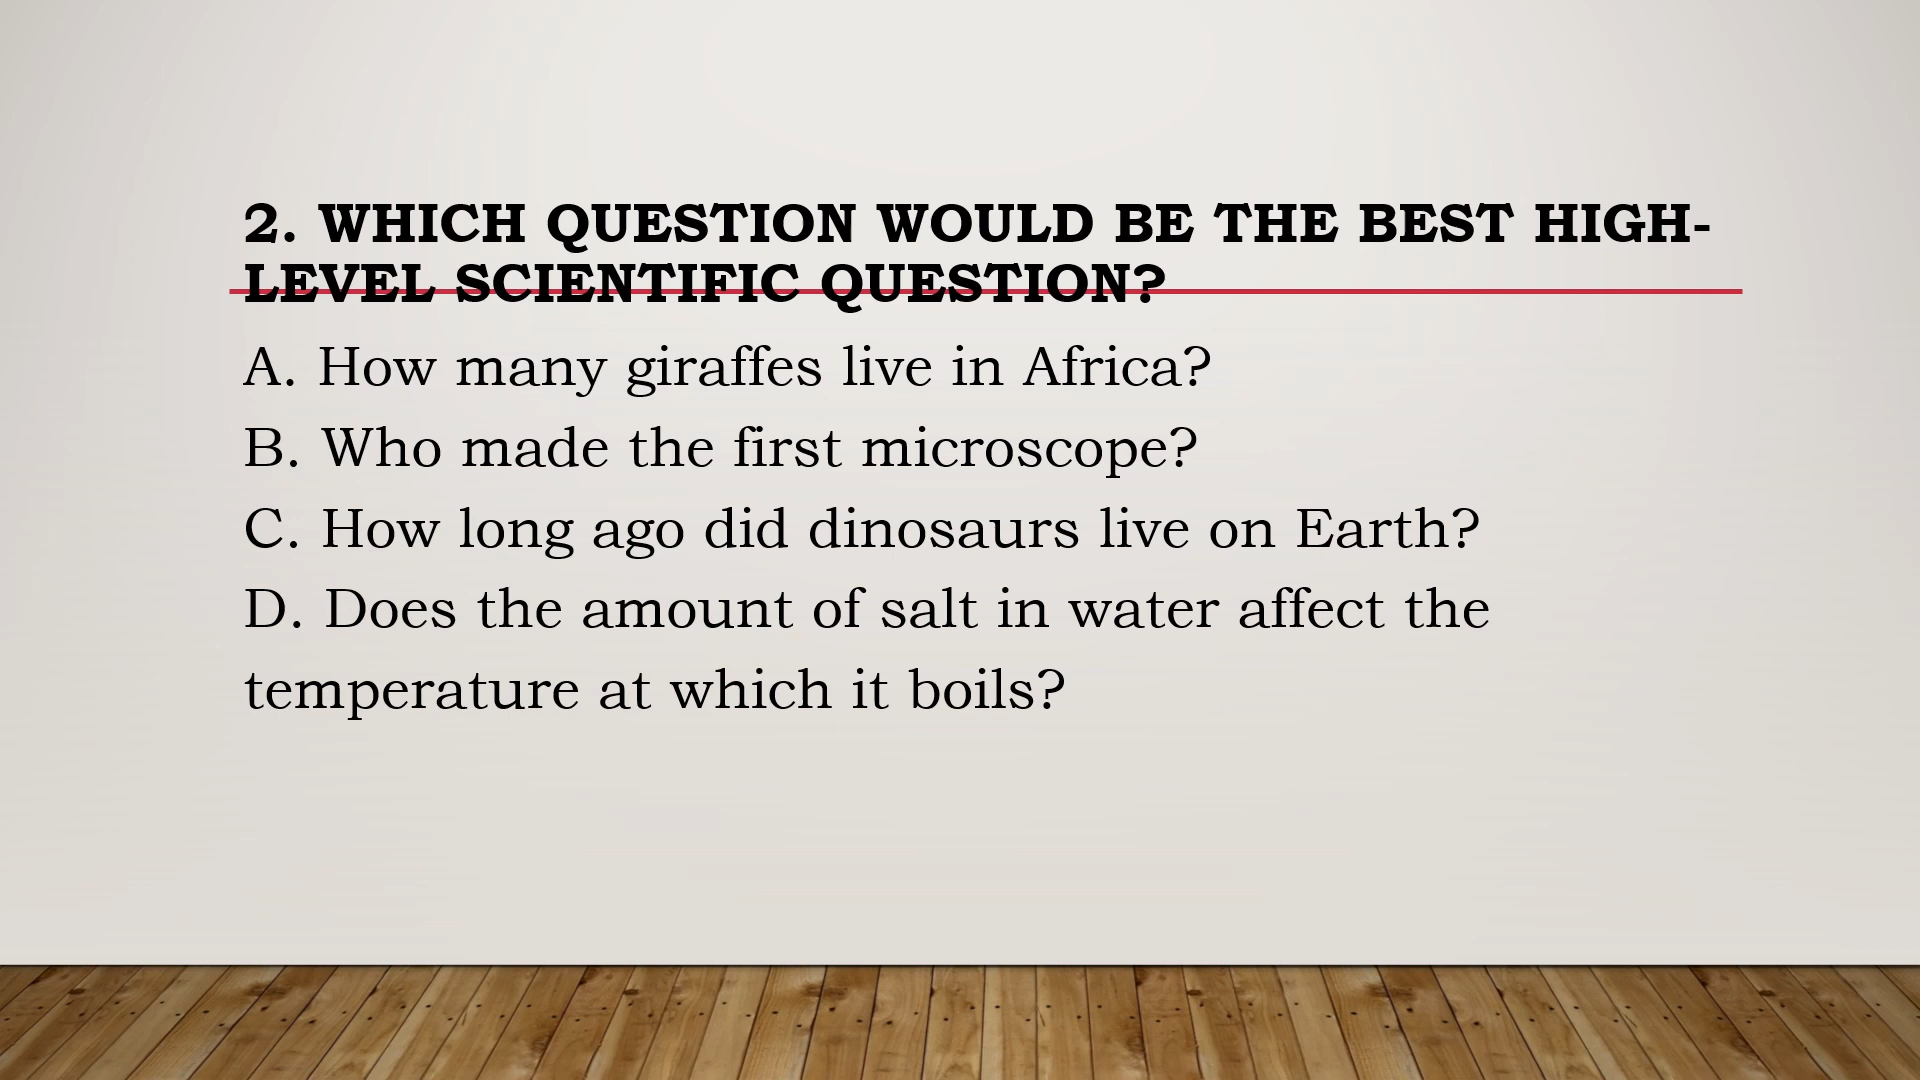 2. WHICH QUESTION WOULD BE THE BEST HIGH-
LEVEL SCIENTIFIC QUESTION?
A. How many giraffes live in Africa?
B. Who made the first microscope?
C. How long ago did dinosaurs live on Earth?
D. Does the amount of salt in water affect the
temperature at which it boils?